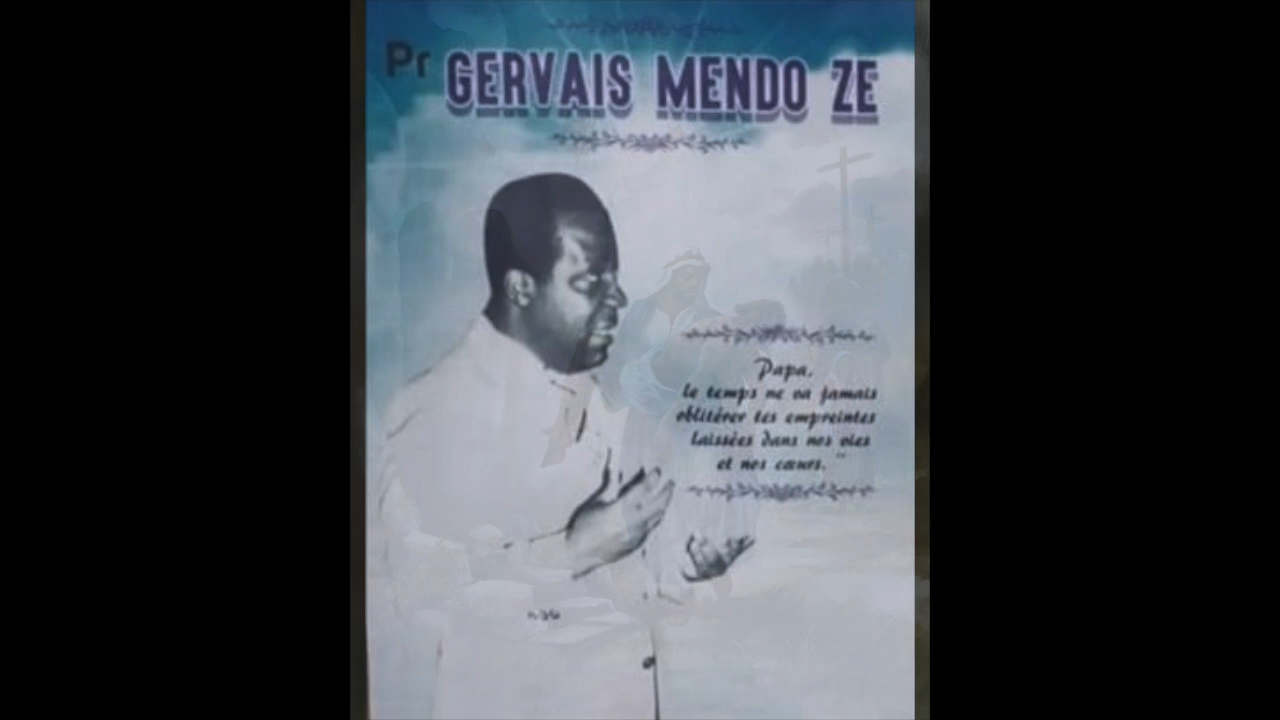 Pr GERVAIS MENDO ZE
Papa,
le temps ne va jamais
oblitérer tes empreintes
laissées dans nos vies
et nos cœurs. "